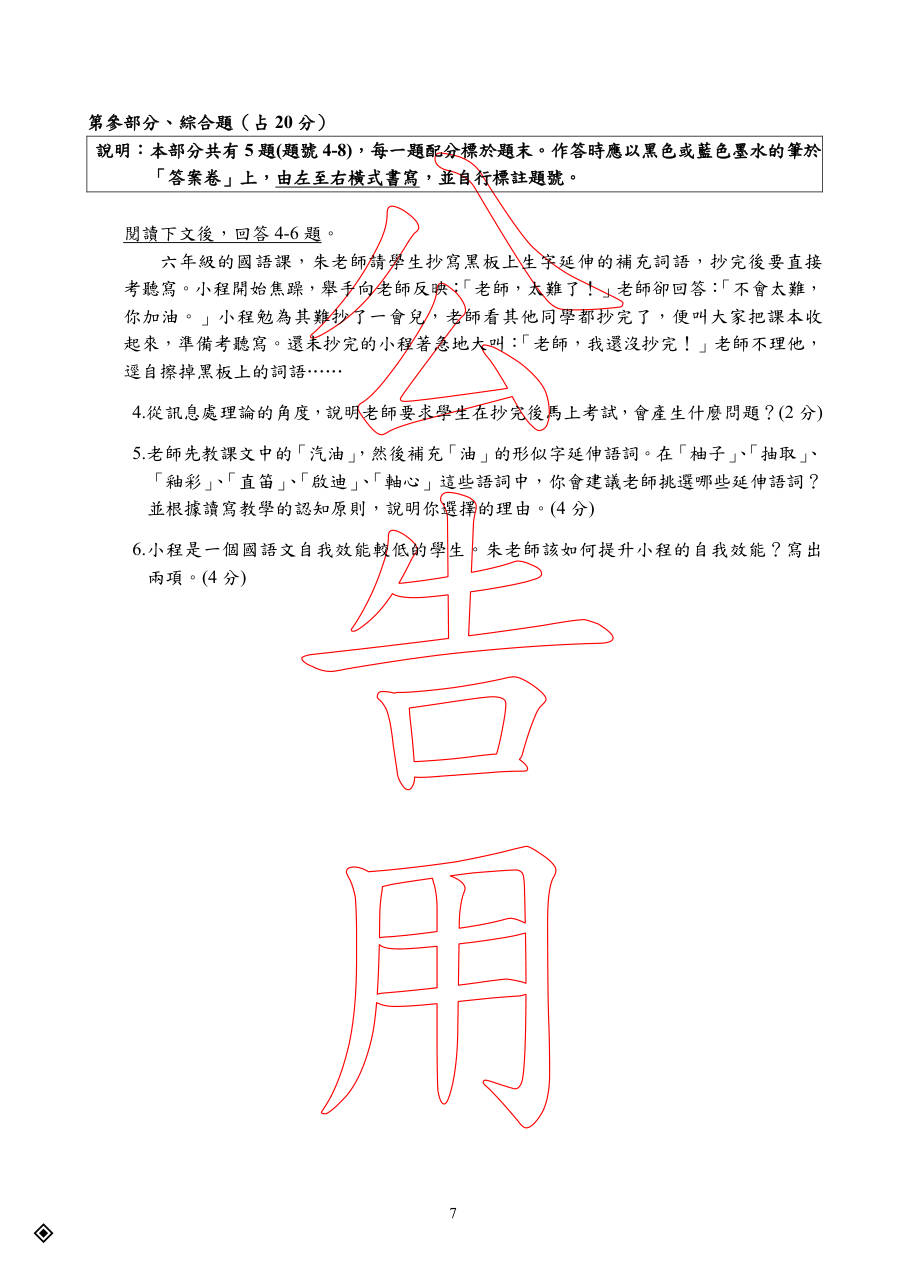 第參部分、綜合題（占 20 分）
說明：本部分共有 5 題(題號 4-8)，每一題配分標於題末。作答時應以黑色或藍色墨水的筆於
「答案卷」上，由左至右橫式書寫，並自行標註題號。
閱讀下文後，回答 4-6 題。
六年級的國語課，朱老師請學生抄寫黑板上生字延伸的補充詞語，抄完後要直接
考聽寫。小程開始焦躁，舉手向老師反映：「老師，太難了！」老師卻回答：「不會太難，
你加油。」小程勉為其難抄了一會兒，老師看其他同學都抄完了，便叫大家把課本收
起來，準備考聽寫。還未抄完的小程著急地大叫：「老師，我還沒抄完！」老師不理他，
逕自擦掉黑板上的詞語……
4.從訊息處理論的角度，說明老師要求學生在抄完後馬上考試，會產生什麼問題？(2 分)
5.老師先教課文中的「汽油」，然後補充「油」的形似字延伸語詞。在「柚子」、「抽取」、
「釉彩」、「直笛」、「啟迪」、「軸心」這些語詞中，你會建議老師挑選哪些延伸語詞？
並根據讀寫教學的認知原則，說明你選擇的理由。(4 分)
6.小程是一個國語文自我效能較低的學生。朱老師該如何提升小程的自我效能？寫出
兩項。(4 分)
公
告
用
7